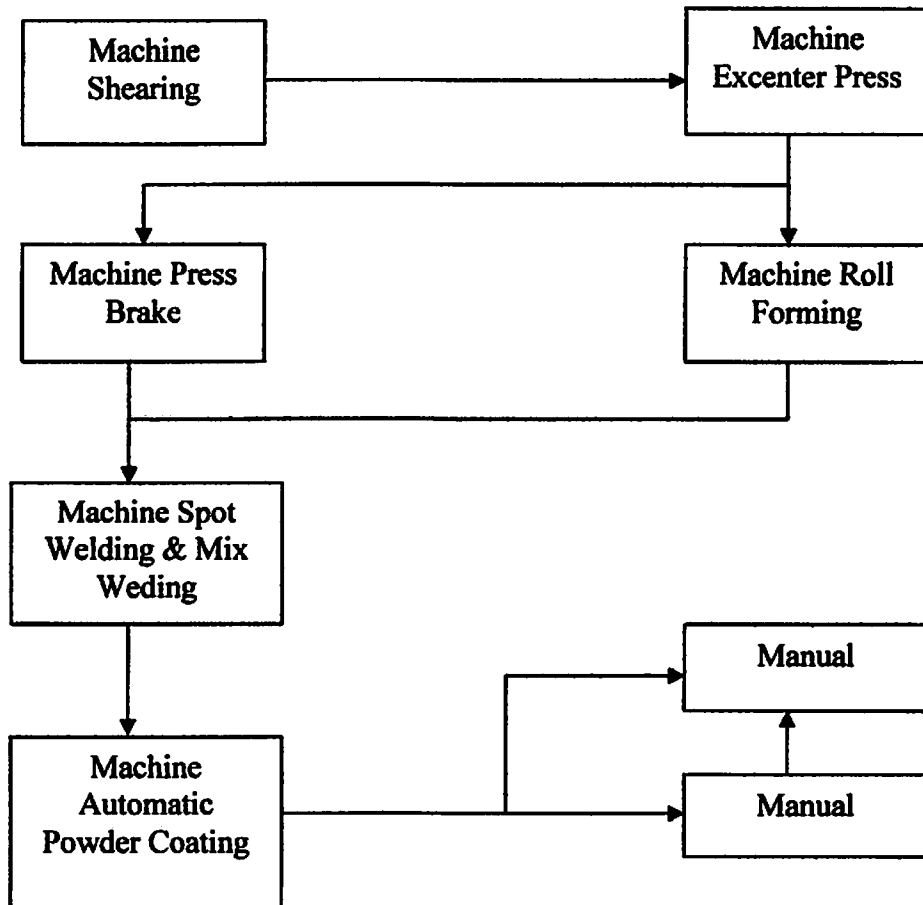 Machine
Shearing
Machine
Excenter Press
Machine Press
Brake
Machine Roll
Forming
Machine Spot
Welding & Mix
Weding
Manual
Machine
Automatic
Powder Coating
Manual